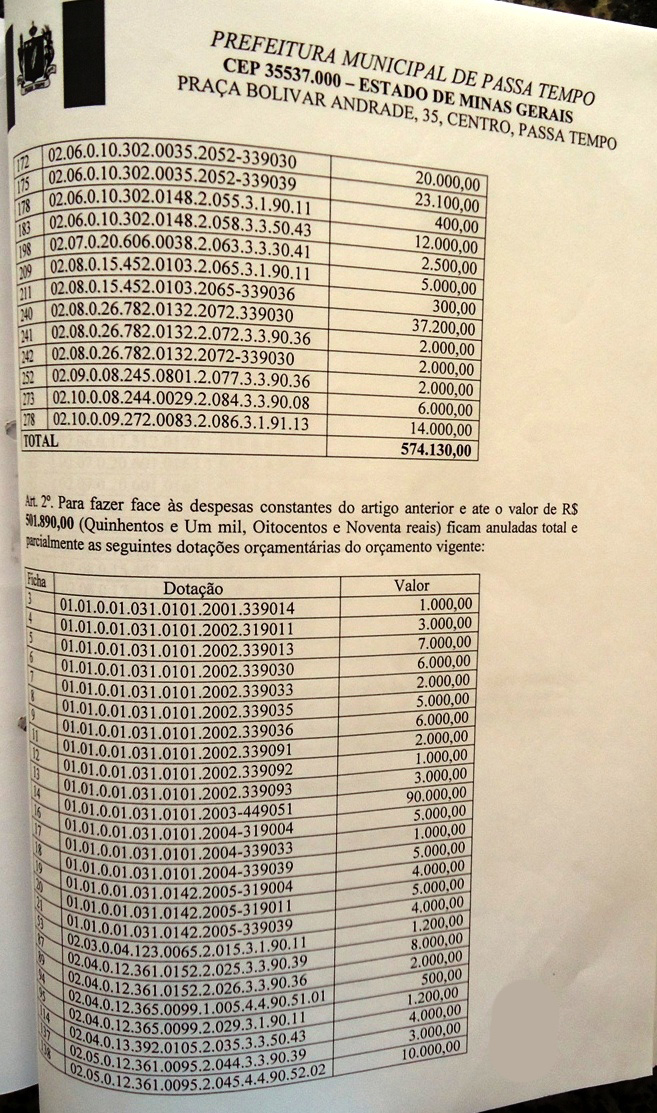 PREFEITURA MUNICIPAL DE PASSA TEMPO
CEP 35537.000 – ESTADO DE MINAS GERAIS
PRAÇA BOLIVAR ANDRADE, 35, CENTRO, PASSA TEMPO
172 02.06.0.10.302.0035.2052-339030 20.000,00
175 02.06.0.10.302.0035.2052-339039 23.100,00
178 02.06.0.10.302.0148.2.055.3.1.90.11 400,00
183 02.06.0.10.302.0148.2.058.3.3.50.43 12.000,00
198 02.07.0.20.606.0038.2.063.3.3.30.41 2.500,00
209 02.08.0.15.452.0103.2.065.3.1.90.11 5.000,00
211 02.08.0.15.452.0103.2065-339036 300,00
240 02.08.0.26.782.0132.2072.339030 37.200,00
241 02.08.0.26.782.0132.2.072.3.3.90.36 2.000,00
242 02.08.0.26.782.0132.2072-339030 2.000,00
252 02.09.0.08.245.0801.2.077.3.3.90.36 2.000,00
273 02.10.0.08.244.0029.2.084.3.3.90.08 6.000,00
278 02.10.0.09.272.0083.2.086.3.1.91.13 14.000,00
TOTAL 574.130,00
Art. 2º. Para fazer face às despesas constantes do artigo anterior e ate o valor de R$
501.890,00 (Quinhentos e Um mil, Oitocentos e Noventa reais) ficam anuladas total e
parcialmente as seguintes dotações orçamentárias do orçamento vigente:
Ficha Dotação Valor
3 01.01.0.01.031.0101.2001.339014 1.000,00
4 01.01.0.01.031.0101.2002.319011 3.000,00
5 01.01.0.01.031.0101.2002.339013 7.000,00
6 01.01.0.01.031.0101.2002.339030 6.000,00
7 01.01.0.01.031.0101.2002.339033 2.000,00
8 01.01.0.01.031.0101.2002.339035 5.000,00
9 01.01.0.01.031.0101.2002.339036 6.000,00
11 01.01.0.01.031.0101.2002.339091 2.000,00
12 01.01.0.01.031.0101.2002.339092 1.000,00
13 01.01.0.01.031.0101.2002.339093 3.000,00
14 01.01.0.01.031.0101.2003-449051 90.000,00
16 01.01.0.01.031.0101.2004-319004 5.000,00
17 01.01.0.01.031.0101.2004-339033 1.000,00
18 01.01.0.01.031.0101.2004-339039 5.000,00
19 01.01.0.01.031.0142.2005-319004 4.000,00
20 01.01.0.01.031.0142.2005-319011 5.000,00
21 01.01.0.01.031.0142.2005-339039 4.000,00
53 02.03.0.04.123.0065.2.015.3.1.90.11 1.200,00
87 02.04.0.12.361.0152.2.025.3.3.90.39 8.000,00
89 02.04.0.12.361.0152.2.026.3.3.90.36 2.000,00
94 02.04.0.12.365.0099.1.005.4.4.90.51.01 500,00
95 02.04.0.12.365.0099.2.029.3.1.90.11 1.200,00
114 02.04.0.13.392.0105.2.035.3.3.50.43 4.000,00
137 02.05.0.12.361.0095.2.044.3.3.90.39 3.000,00
138 02.05.0.12.361.0095.2.045.4.4.90.52.02 10.000,00